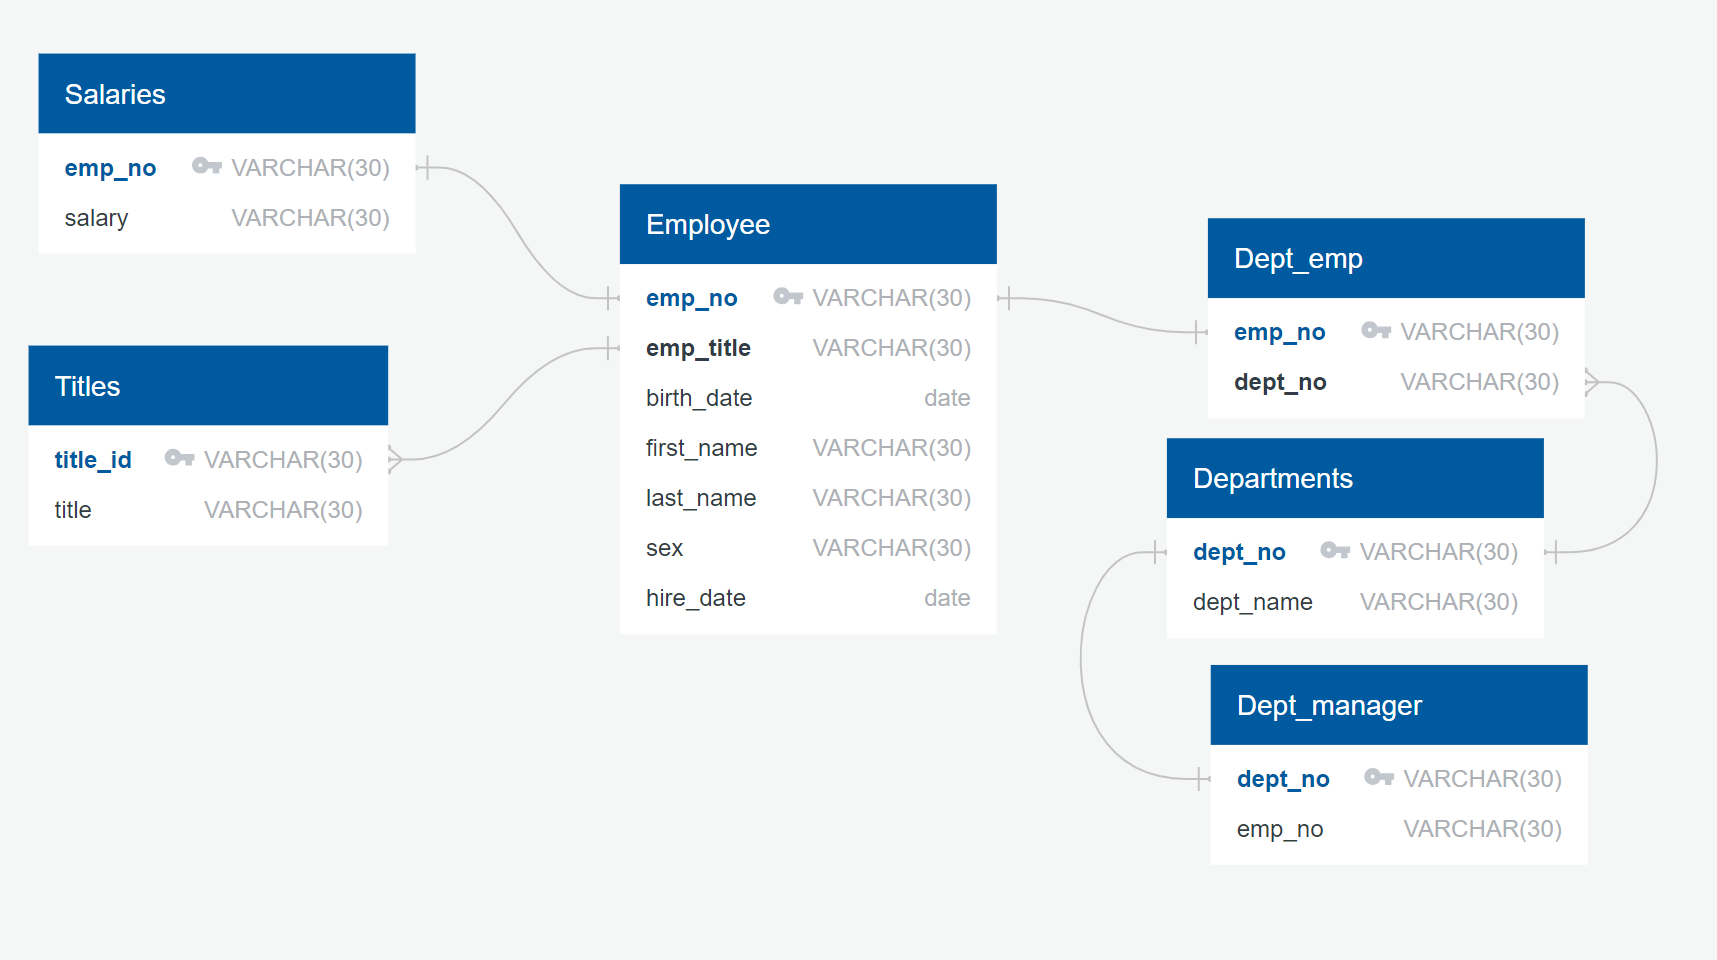 Salaries
emp_no VARCHAR(30)
salary VARCHAR(30)
Titles
title_id VARCHAR(30)
title VARCHAR(30)
Employee
emp_no VARCHAR(30)
emp_title VARCHAR(30)
birth_date date
first_name VARCHAR(30)
last_name VARCHAR(30)
sex VARCHAR(30)
hire_date date
Dept_emp
emp_no VARCHAR(30)
dept_no VARCHAR(30)
Departments
dept_no VARCHAR(30)
dept_name VARCHAR(30)
Dept_manager
dept_no VARCHAR(30)
emp_no VARCHAR(30)